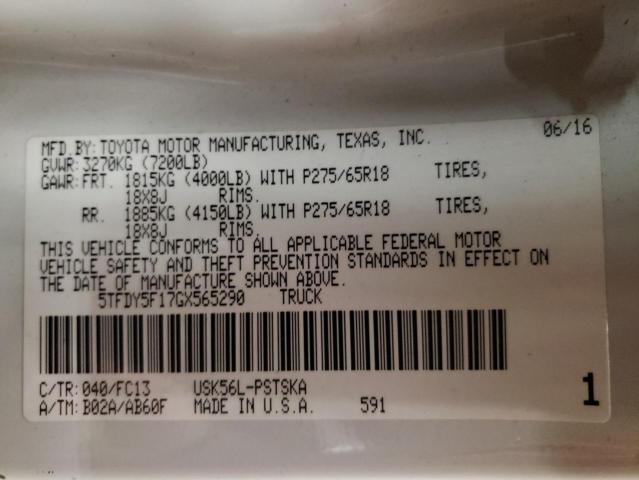 MFD.BY:TOYOTA MOTOR MANUFACTURING, TEXAS, INC. 06/16
GVWR:3270KG (7200LB)
GAWR:FRT. 1815KG (4000LB) WITH P275/65R18 TIRES,
18X8J RIMS.
RR. 1885KG (4150LB) WITH P275/65R18 TIRES,
18X8J RIMS.
THIS VEHICLE CONFORMS TO ALL APPLICABLE FEDERAL MOTOR
VEHICLE SAFETY AND THEFT PREVENTION STANDARDS IN EFFECT ON
THE DATE OF MANUFACTURE SHOWN ABOVE.
5TFDY5F17GX565290 TRUCK
C/TR:040/FC13 USK56L-PSTSKA
A/TM:B02A/AB60F MADE IN U.S.A. 591 1